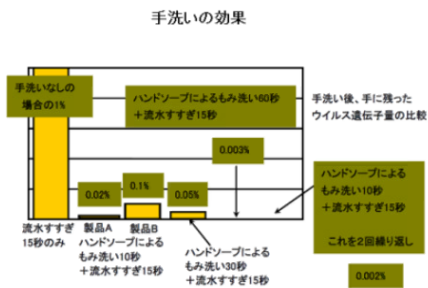 手洗いの効果
手洗いなしの
場合の1%
ハンドソープによるもみ洗い60秒
+流水すすぎ15秒
手洗い後、手に残った
ウイルス遺伝子量の比較
0.003%
ハンドソープによる
もみ洗い10秒
+流水すすぎ15秒
これを2回繰り返し
0.02%
0.1%
0.05%
流水すすぎ
15秒のみ
製品A
製品B
ハンドソープによる
もみ洗い10秒
+流水すすぎ15秒
ハンドソープによる
もみ洗い30秒
+流水すすぎ15秒
0.002%